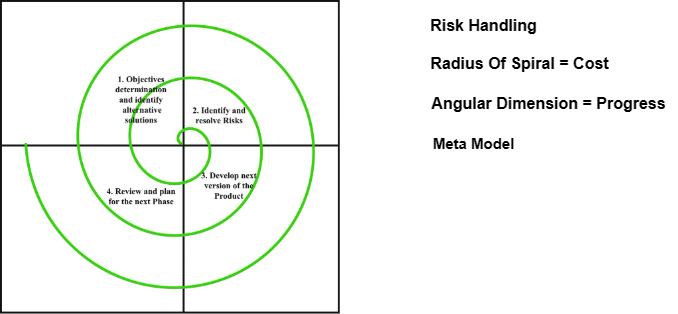 1. Objectives
determination
and identify
alternative
solutions
2. Identify and
resolve Risks
3. Develop next
version of the
Product
4. Review and plan
for the next Phase
Risk Handling
Radius Of Spiral = Cost
Angular Dimension = Progress
Meta Model